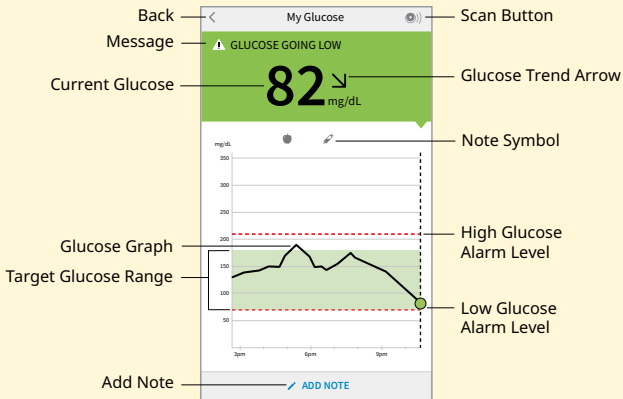 Back
My Glucose
Scan Button
Message
GLUCOSE GOING LOW
Current Glucose
82
mg/dL
Glucose Trend Arrow
Note Symbol
mg/dL
350
300
250
200
150
100
50
High Glucose
Alarm Level
Glucose Graph
Target Glucose Range
Low Glucose
Alarm Level
3pm
6pm
9pm
Add Note
ADD NOTE